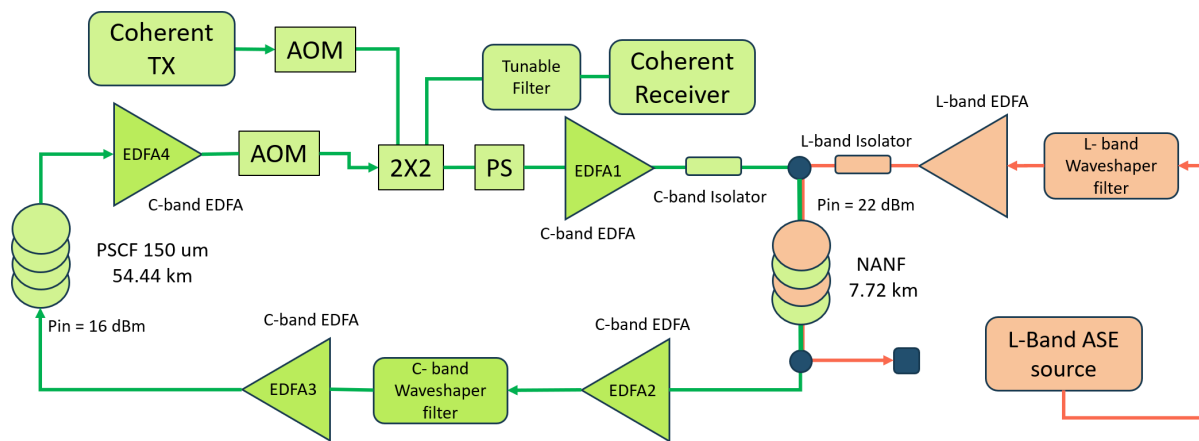 Coherent
TX
AOM
Tunable
Filter
Coherent
Receiver
L-band EDFA
EDFA4
AOM
2X2
PS
EDFA1
L-band Isolator
L- band
Waveshaper
filter
C-band EDFA
C-band Isolator
C-band EDFA
Pin = 22 dBm
PSCF 150 um
54.44 km
NANF
7.72 km
Pin = 16 dBm
C-band EDFA
C-band EDFA
L-Band ASE
source
EDFA3
C- band
Waveshaper
filter
EDFA2